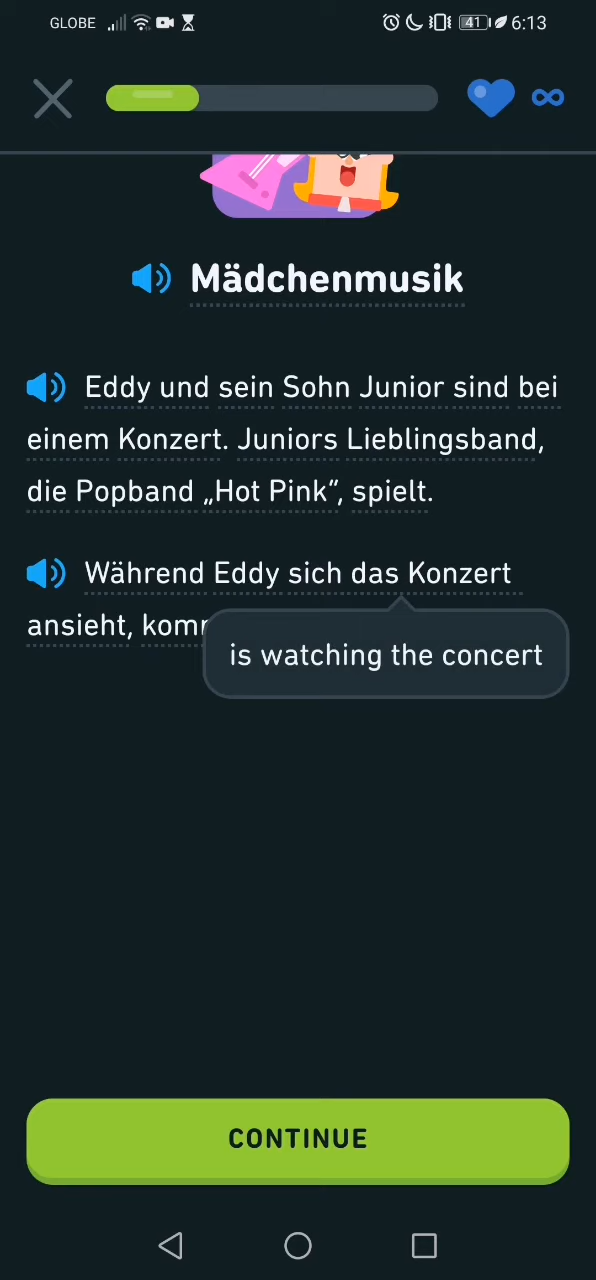 GLOBE 41 6:13
Mädchenmusik
Eddy und sein Sohn Junior sind bei
einem Konzert. Juniors Lieblingsband,
die Popband „Hot Pink“, spielt.
Während Eddy sich das Konzert
ansieht,
is watching the concert
CONTINUE